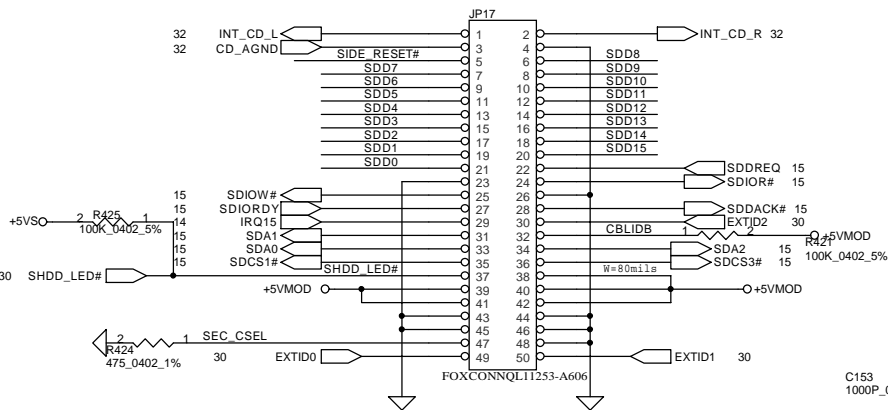 JP17
32 INT_CD_L 1 2 INT_CD_R 32
32 CD_AGND 3 4
SIDE_RESET# 5 6 SDD8
SDD7 7 8 SDD9
SDD6 9 10 SDD10
SDD5 11 12 SDD11
SDD4 13 14 SDD12
SDD3 15 16 SDD13
SDD2 17 18 SDD14
SDD1 19 20 SDD15
SDD0 21 22 SDDREQ 15
23 24 SDIOR# 15
15 SDIOW# 25 26
15 SDIORDY 27 28 SDDACK# 15
14 IRQ15 29 30 EXTID2 30
15 SDA1 31 32 CBLIDB 1 2 +5VMOD
R421
100K_0402_5%
+5VS 2 R425 1
100K_0402_5%
15 SDA0 33 34 SDA2 15
15 SDCS1# 35 36 SDCS3# 15
30 SHDD_LED# SHDD_LED# 37 38 W=80mils
+5VMOD 39 40 +5VMOD
41 42
43 44
45 46
2 1 SEC_CSEL 47 48
R424
475_0402_1%
30 EXTID0 49 50 EXTID1 30
FOXCONNQL11253-A606
C153
1000P_0